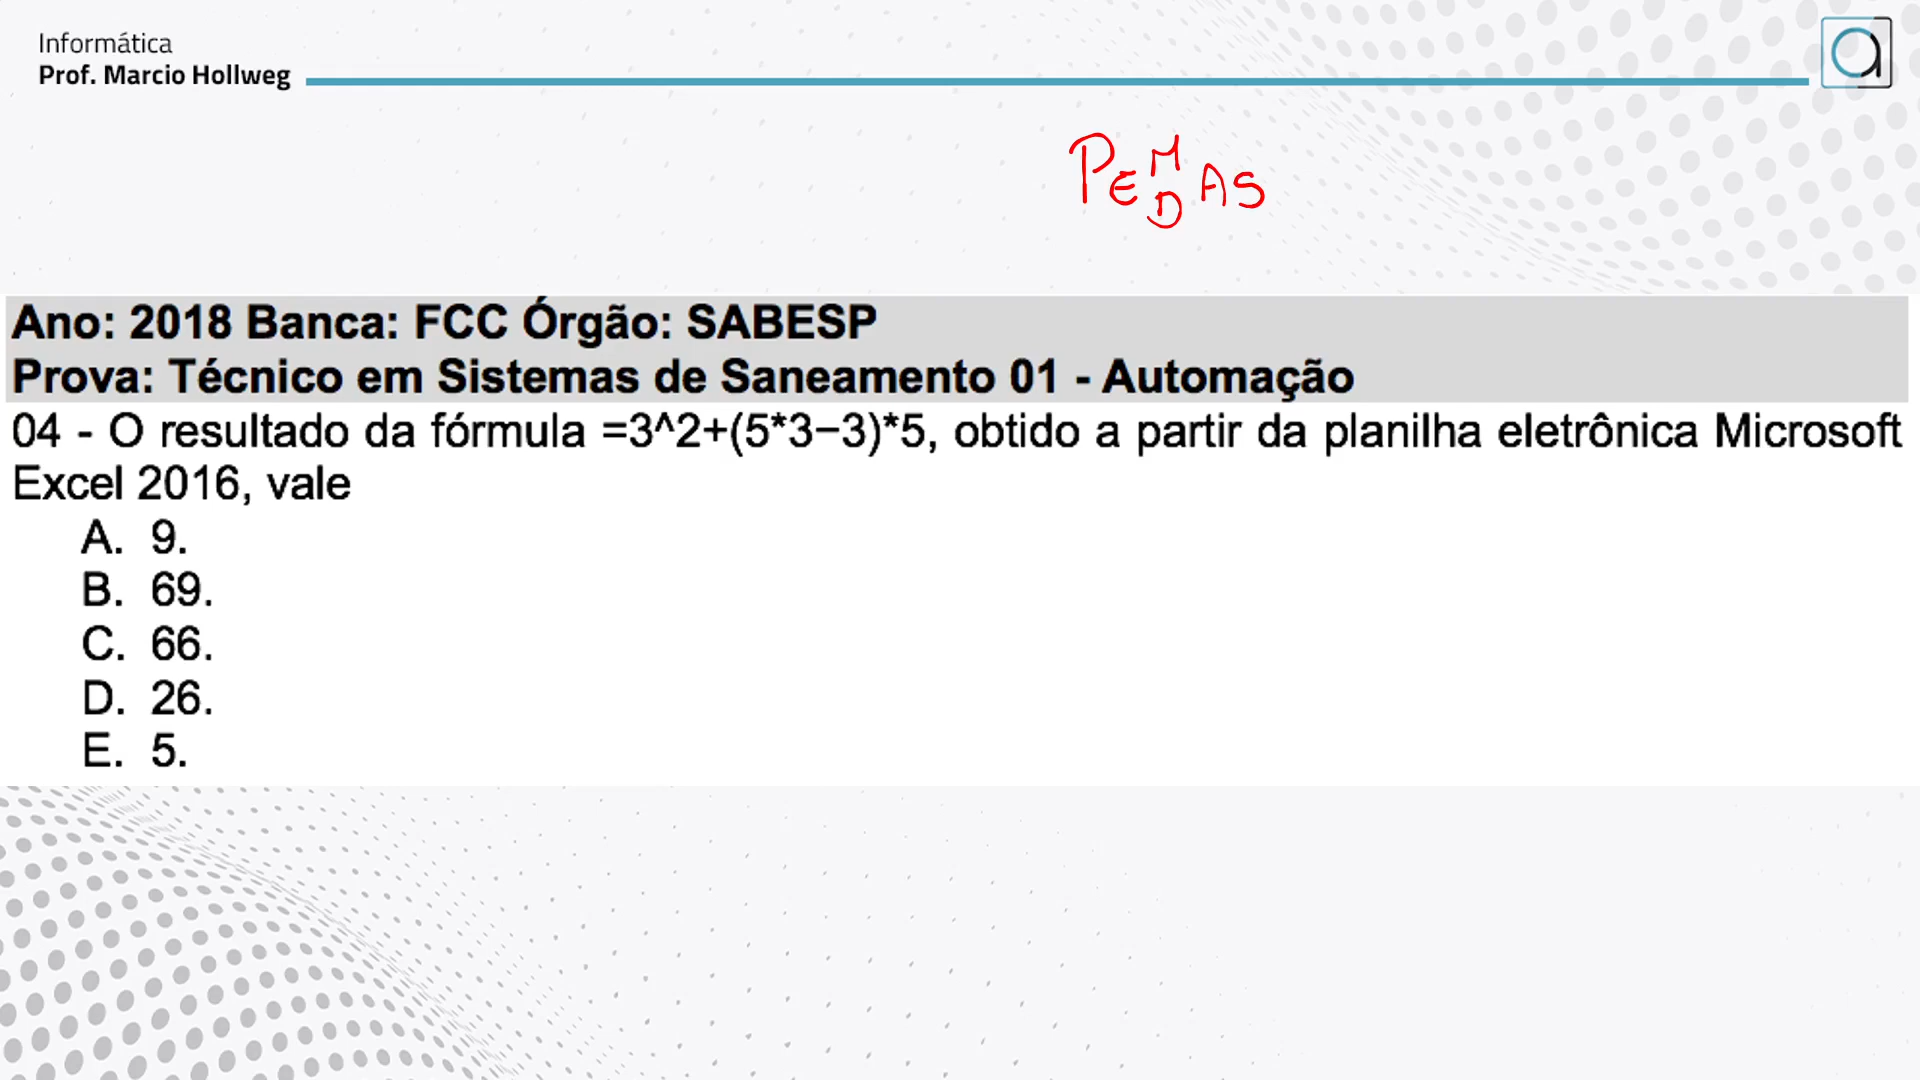 Informática
Prof. Marcio Hollweg
PEMDAS
Ano: 2018 Banca: FCC Órgão: SABESP
Prova: Técnico em Sistemas de Saneamento 01 - Automação
04 - O resultado da fórmula =3^2+(5*3−3)*5, obtido a partir da planilha eletrônica Microsoft
Excel 2016, vale
A. 9.
B. 69.
C. 66.
D. 26.
E. 5.